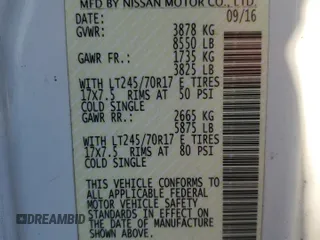 MFD BY NISSAN MOTOR CO., LTD.
DATE: 09/16
GVWR: 3878 KG
8550 LB
GAWR FR.: 1735 KG
3825 LB
WITH LT245/70R17 E TIRES
17X7.5 RIMS AT 50 PSI
COLD SINGLE
GAWR RR.: 2665 KG
5875 LB
WITH LT245/70R17 E TIRES
17X7.5 RIMS AT 80 PSI
COLD SINGLE
THIS VEHICLE CONFORMS TO
ALL APPLICABLE FEDERAL
MOTOR VEHICLE SAFETY
STANDARDS IN EFFECT ON
THE DATE OF MANUFACTURE
SHOWN ABOVE.
DREAMBID